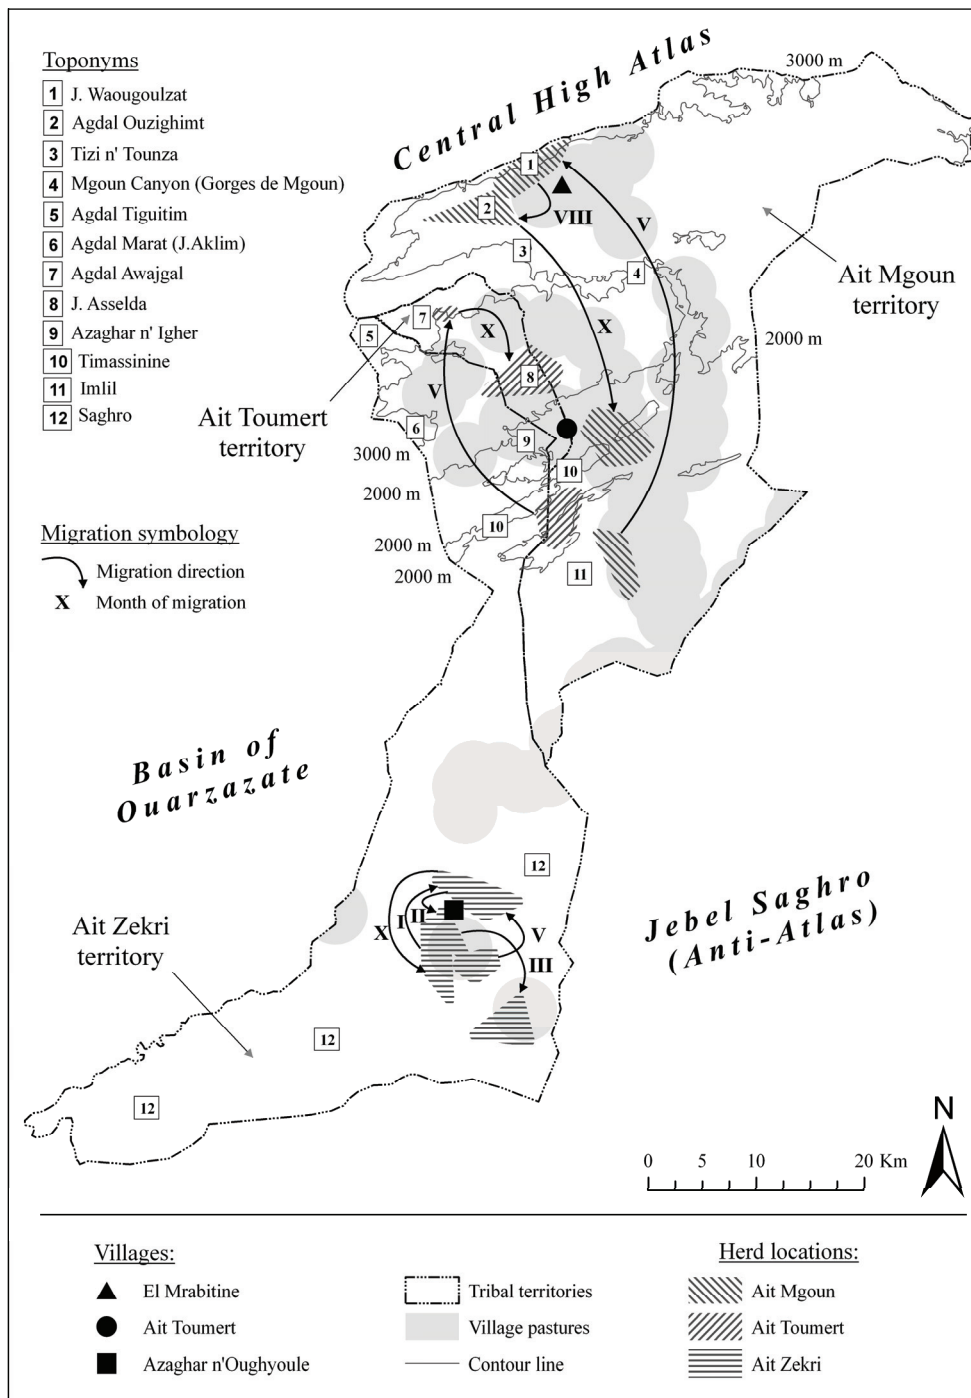 Toponyms
1 J. Waougoulzat
2 Agdal Ouzighimt
3 Tizi n' Tounza
4 Mgoun Canyon (Gorges de Mgoun)
5 Agdal Tiguitim
6 Agdal Marat (J.Aklim)
7 Agdal Awajgal
8 J. Asselda
9 Azaghar n' Igher
10 Timassinine
11 Imlil
12 Saghro
Central High Atlas
3000 m
1
2
VIII
V
3
4
Ait Mgoun
territory
5
7
X
X
2000 m
8
V
Ait Toumert
territory
6
9
3000 m
10
2000 m
10
2000 m
11
2000 m
Migration symbology
Migration direction
X Month of migration
Basin of
Ouarzazate
12
Jebel Saghro
(Anti-Atlas)
X
I
II
V
III
Ait Zekri
territory
12
12
N
0 5 10 20 Km
Villages:
El Mrabitine
Ait Toumert
Azaghar n'Oughyoule
Tribal territories
Village pastures
Contour line
Herd locations:
Ait Mgoun
Ait Toumert
Ait Zekri